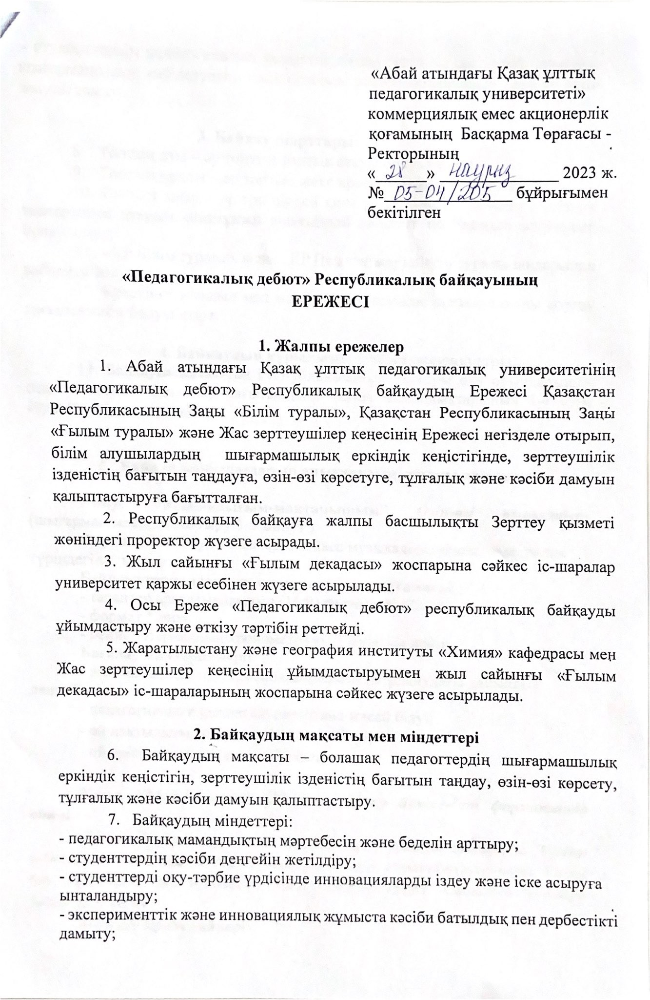 «Абай атындағы Қазақ ұлттық
педагогикалық университеті»
коммерциялық емес акционерлік
қоғамының Басқарма Төрағасы -
Ректорының
«28» наурыз 2023 ж.
№ 05-04/205 бұйрығымен
бекітілген
«Педагогикалық дебют» Республикалық байқауының
ЕРЕЖЕСІ
1. Жалпы ережелер
1. Абай атындағы Қазақ ұлттық педагогикалық университетінің
«Педагогикалық дебют» Республикалық байқаудың Ережесі Қазақстан
Республикасының Заңы «Білім туралы», Қазақстан Республикасының Заңы
«Ғылым туралы» және Жас зерттеушілер кеңесінің Ережесі негізделе отырып,
білім алушылардың шығармашылық еркіндік кеңістігінде, зерттеушілік
ізденістің бағытын таңдауға, өзін-өзі көрсетуге, тұлғалық және кәсіби дамуын
қалыптастыруға бағытталған.
2. Республикалық байқауға жалпы басшылықты Зерттеу қызметі
жөніндегі проректор жүзеге асырады.
3. Жыл сайынғы «Ғылым декадасы» жоспарына сәйкес іс-шаралар
университет қаржы есебінен жүзеге асырылады.
4. Осы Ереже «Педагогикалық дебют» республикалық байқауды
ұйымдастыру және өткізу тәртібін реттейді.
5. Жаратылыстану және география институты «Химия» кафедрасы мен
Жас зерттеушілер кеңесінің ұйымдастыруымен жыл сайынғы «Ғылым
декадасы» іс-шараларының жоспарына сәйкес жүзеге асырылады.
2. Байқаудың мақсаты мен міндеттері
6. Байқаудың мақсаты – болашақ педагогтердің шығармашылық
еркіндік кеңістігін, зерттеушілік ізденістің бағытын таңдау, өзін-өзі көрсету,
тұлғалық және кәсіби дамуын қалыптастыру.
7. Байқаудың міндеттері:
- педагогикалық мамандықтың мәртебесін және беделін арттыру;
- студенттердің кәсіби деңгейін жетілдіру;
- студенттерді оқу-тәрбие үрдісінде инновацияларды іздеу және іске асыруға
ынталандыру;
- эксперименттік және инновациялық жұмыста кәсіби батылдық пен дербестікті
дамыту;